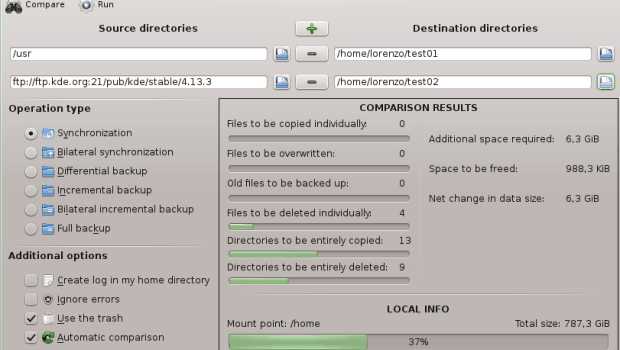 Compare Run
Source directories Destination directories
/usr /home/lorenzo/test01
ftp://ftp.kde.org:21/pub/kde/stable/4.13.3 /home/lorenzo/test02
Operation type
Synchronization
Bilateral synchronization
Differential backup
Incremental backup
Bilateral incremental backup
Full backup
Additional options
Create log in my home directory
Ignore errors
Use the trash
Automatic comparison
COMPARISON RESULTS
Files to be copied individually: 0
Files to be overwritten: 0
Old files to be backed up: 0
Files to be deleted individually: 4
Directories to be entirely copied: 13
Directories to be entirely deleted: 9
Additional space required: 6,3 GiB
Space to be freed: 988,3 KiB
Net change in data size: 6,3 GiB
LOCAL INFO
Mount point: /home Total size: 787,3 GiB
37%